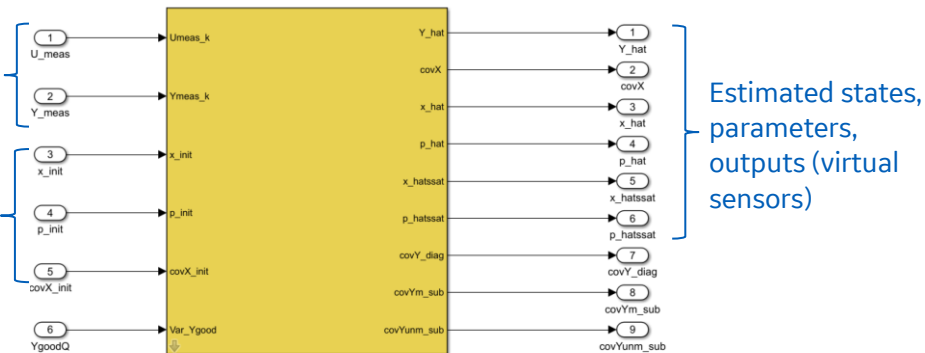 1
U_meas
2
Y_meas
3
x_init
4
p_init
5
covX_init
6
YgoodQ
Umeas_k
Ymeas_k
x_init
p_init
covX_init
Var_Ygood
Y_hat
covX
x_hat
p_hat
x_hatssat
p_hatssat
covY_diag
covYm_sub
covYunm_sub
1
Y_hat
2
covX
3
x_hat
4
p_hat
5
x_hatssat
6
p_hatssat
7
covY_diag
8
covYm_sub
9
covYunm_sub
Estimated states,
parameters,
outputs (virtual
sensors)